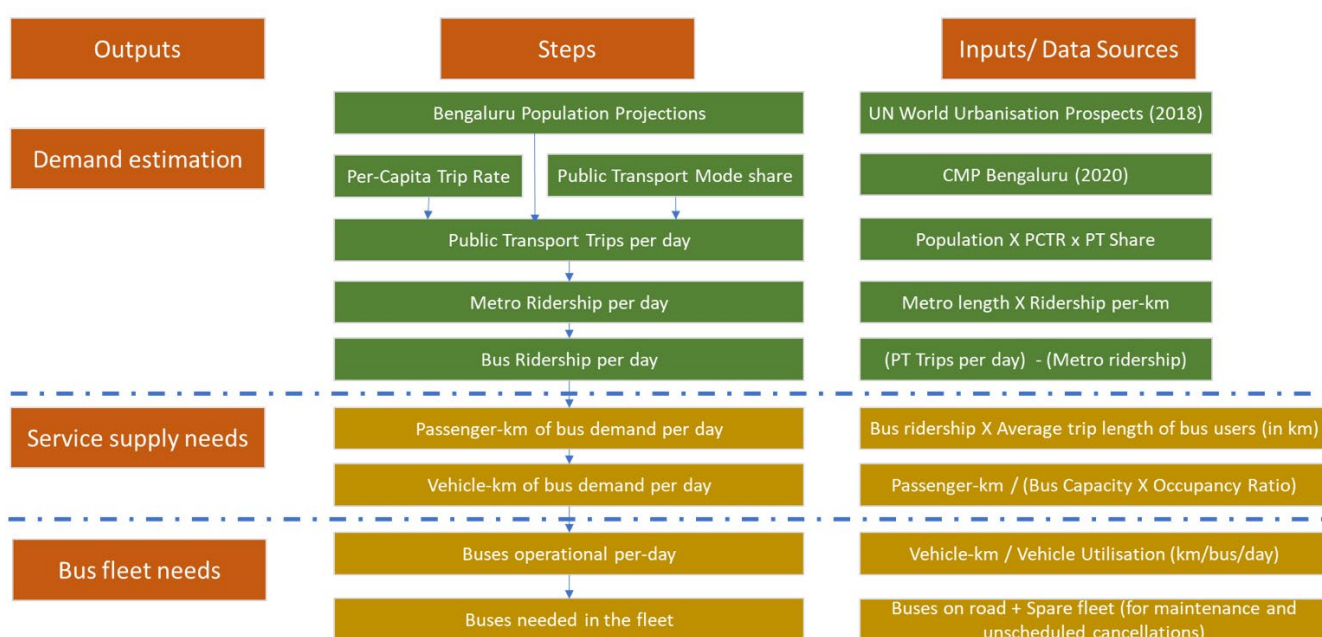 Outputs
Steps
Inputs/ Data Sources
Demand estimation
Bengaluru Population Projections
UN World Urbanisation Prospects (2018)
Per-Capita Trip Rate
Public Transport Mode share
CMP Bengaluru (2020)
Public Transport Trips per day
Population X PCTR x PT Share
Metro Ridership per day
Metro length X Ridership per-km
Bus Ridership per day
(PT Trips per day) - (Metro ridership)
Service supply needs
Passenger-km of bus demand per day
Bus ridership X Average trip length of bus users (in km)
Vehicle-km of bus demand per day
Passenger-km / (Bus Capacity X Occupancy Ratio)
Bus fleet needs
Buses operational per-day
Vehicle-km / Vehicle Utilisation (km/bus/day)
Buses needed in the fleet
Buses on road + Spare fleet (for maintenance and
unscheduled cancellations)